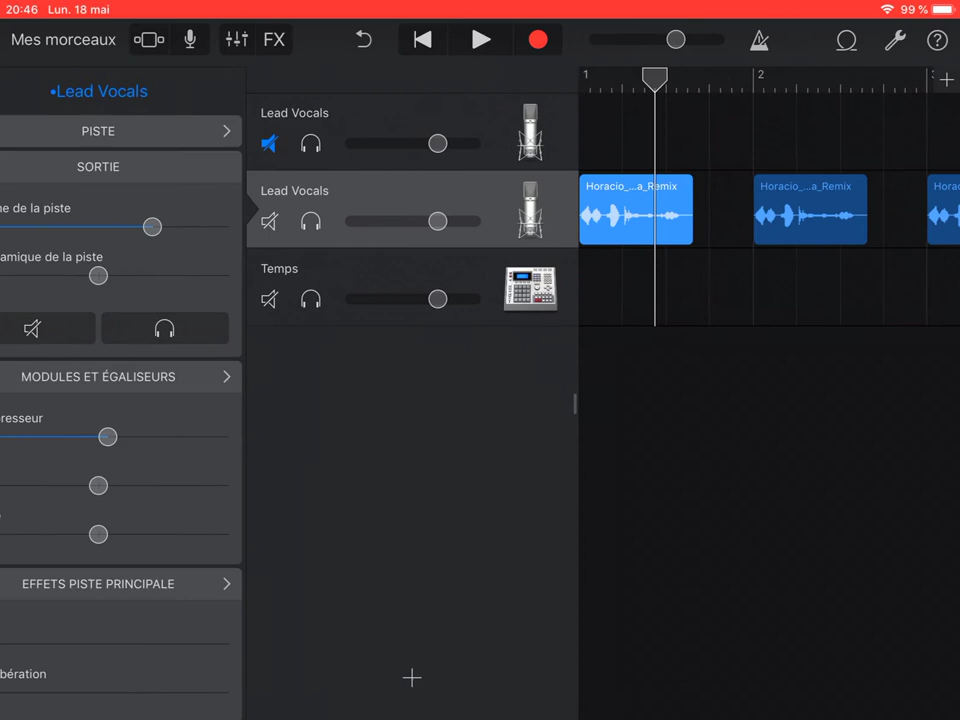 20:46 Lun. 18 mai 99 %
Mes morceaux FX
1 2
•Lead Vocals
PISTE
SORTIE
ne de la piste
amique de la piste
MODULES ET ÉGALISEURS
resseur
EFFETS PISTE PRINCIPALE
bération
Lead Vocals
Lead Vocals
Temps
Horacio_...a_Remix
Horacio_...a_Remix
Horac